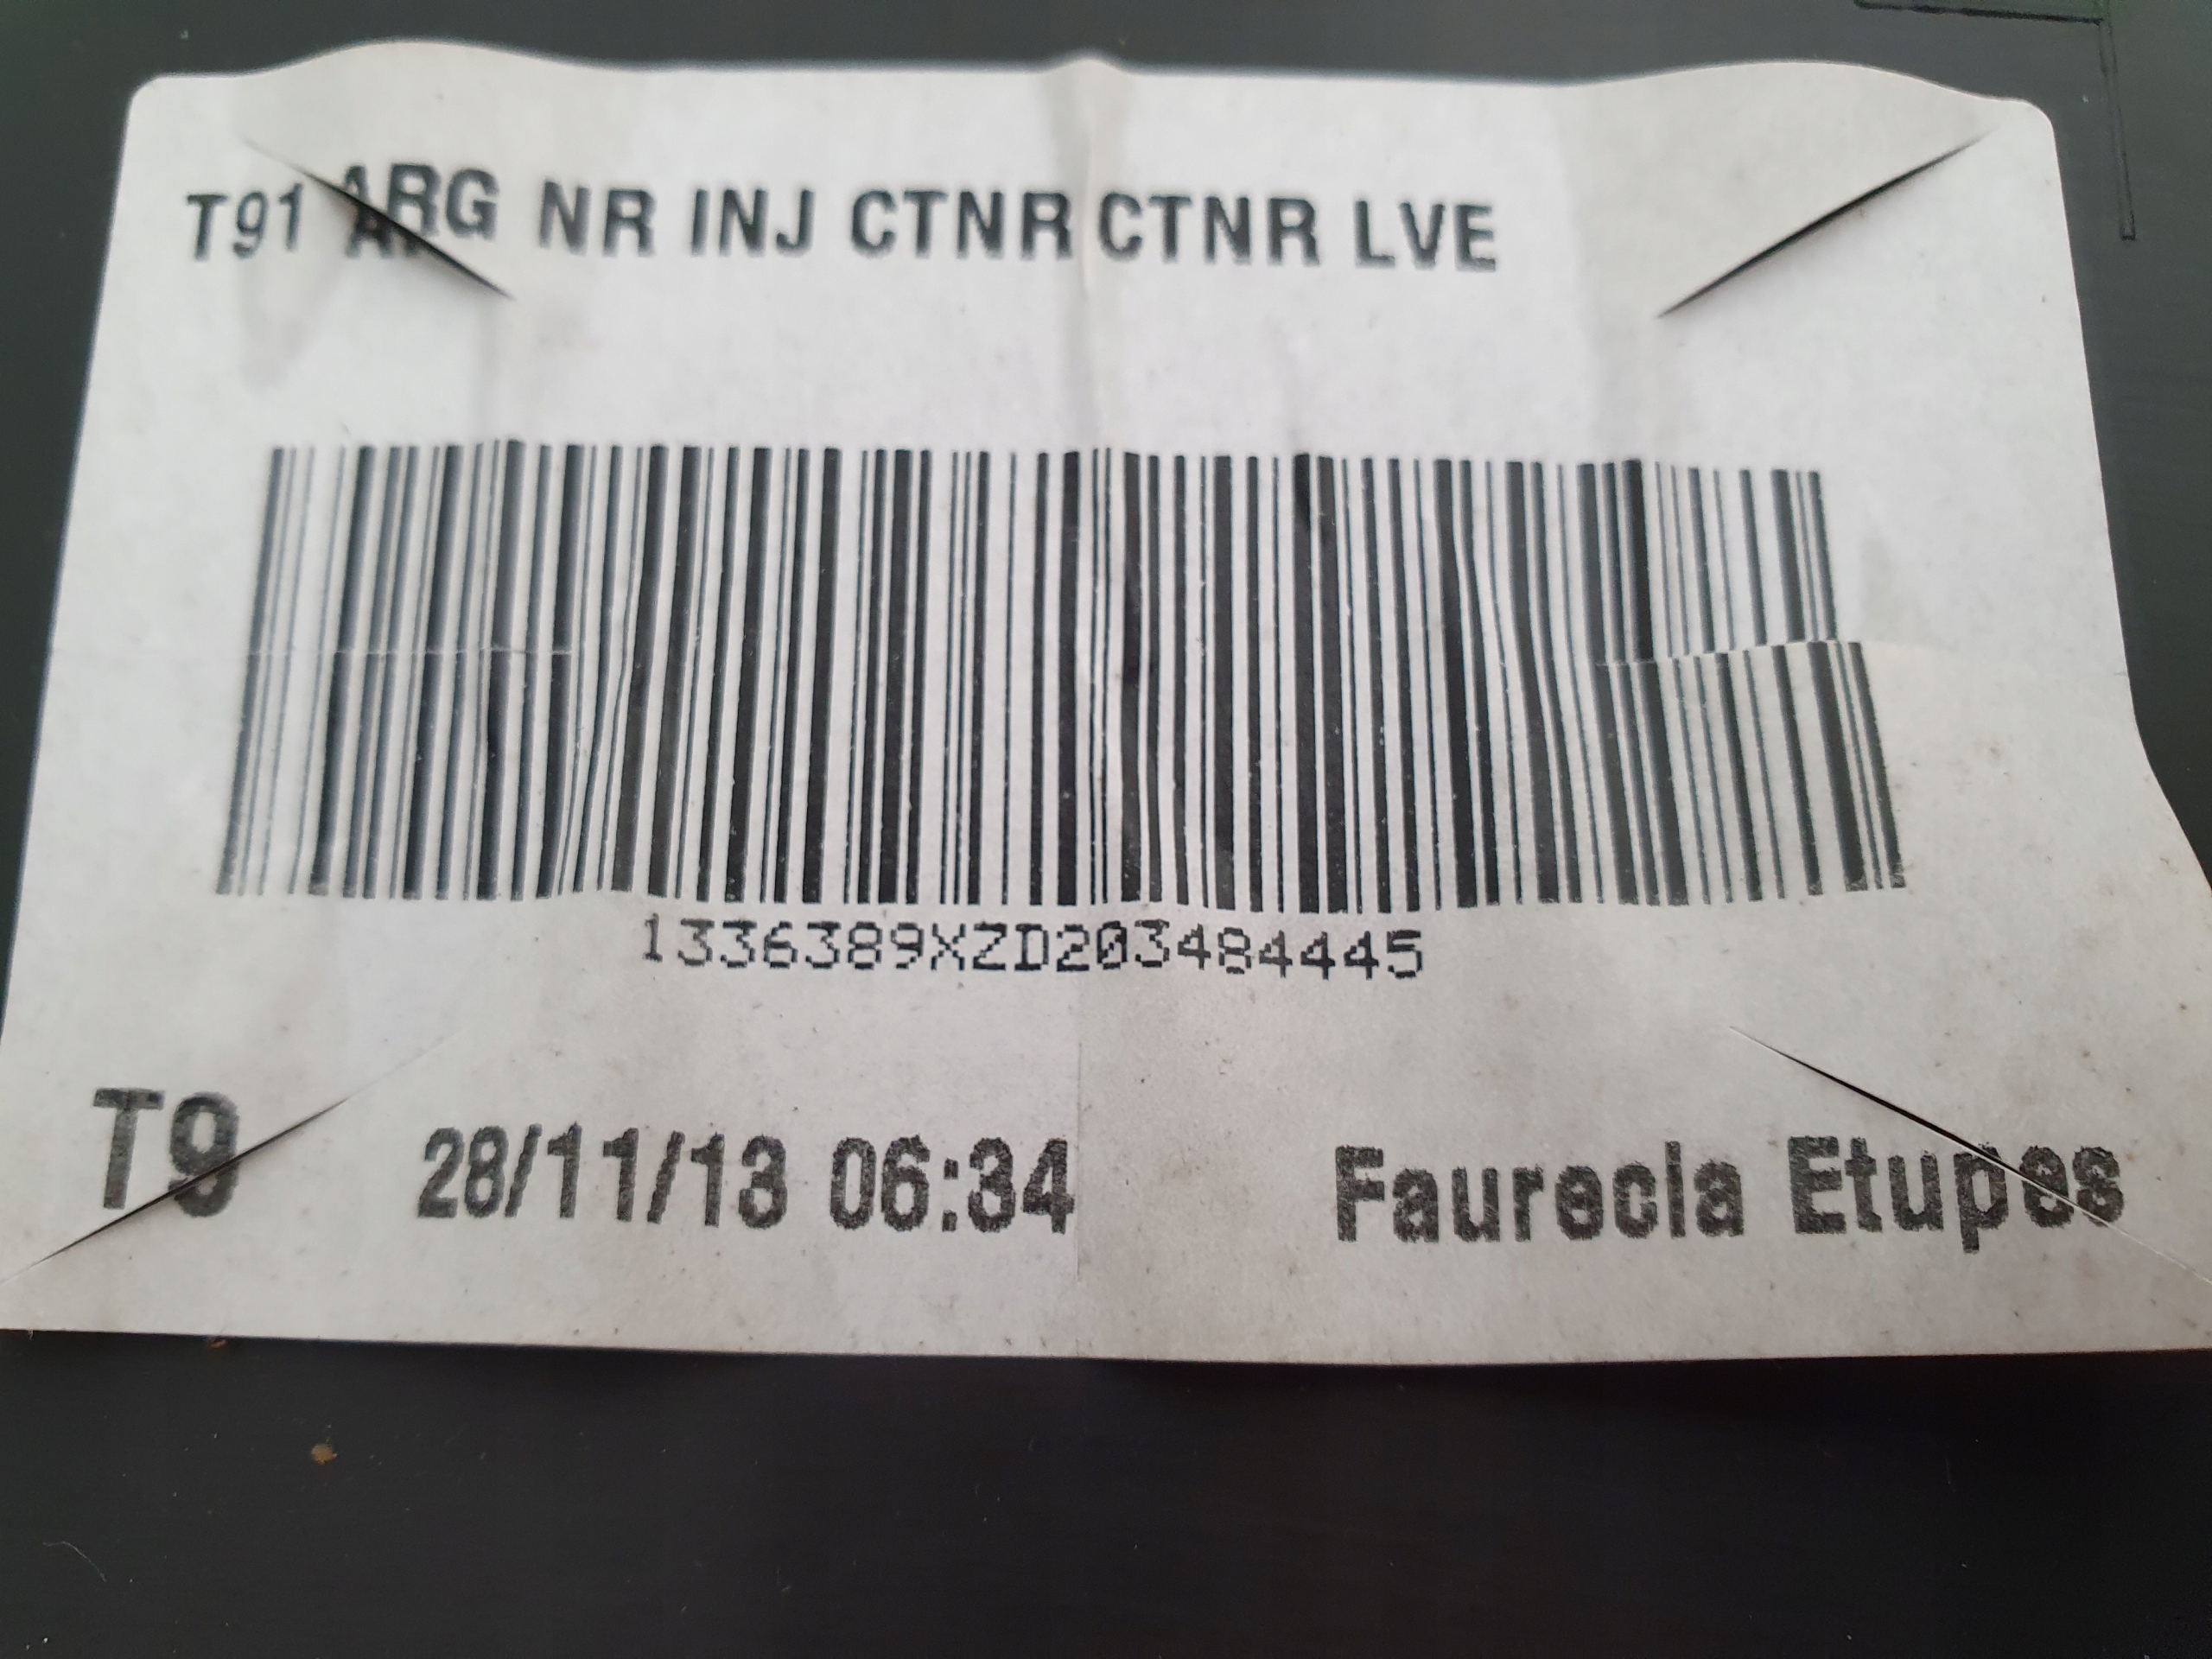 T91 ARG NR INJ CTNR CTNR LVE
1336389XZD203484445
T9 28/11/13 06:34 Faurecia Etupes